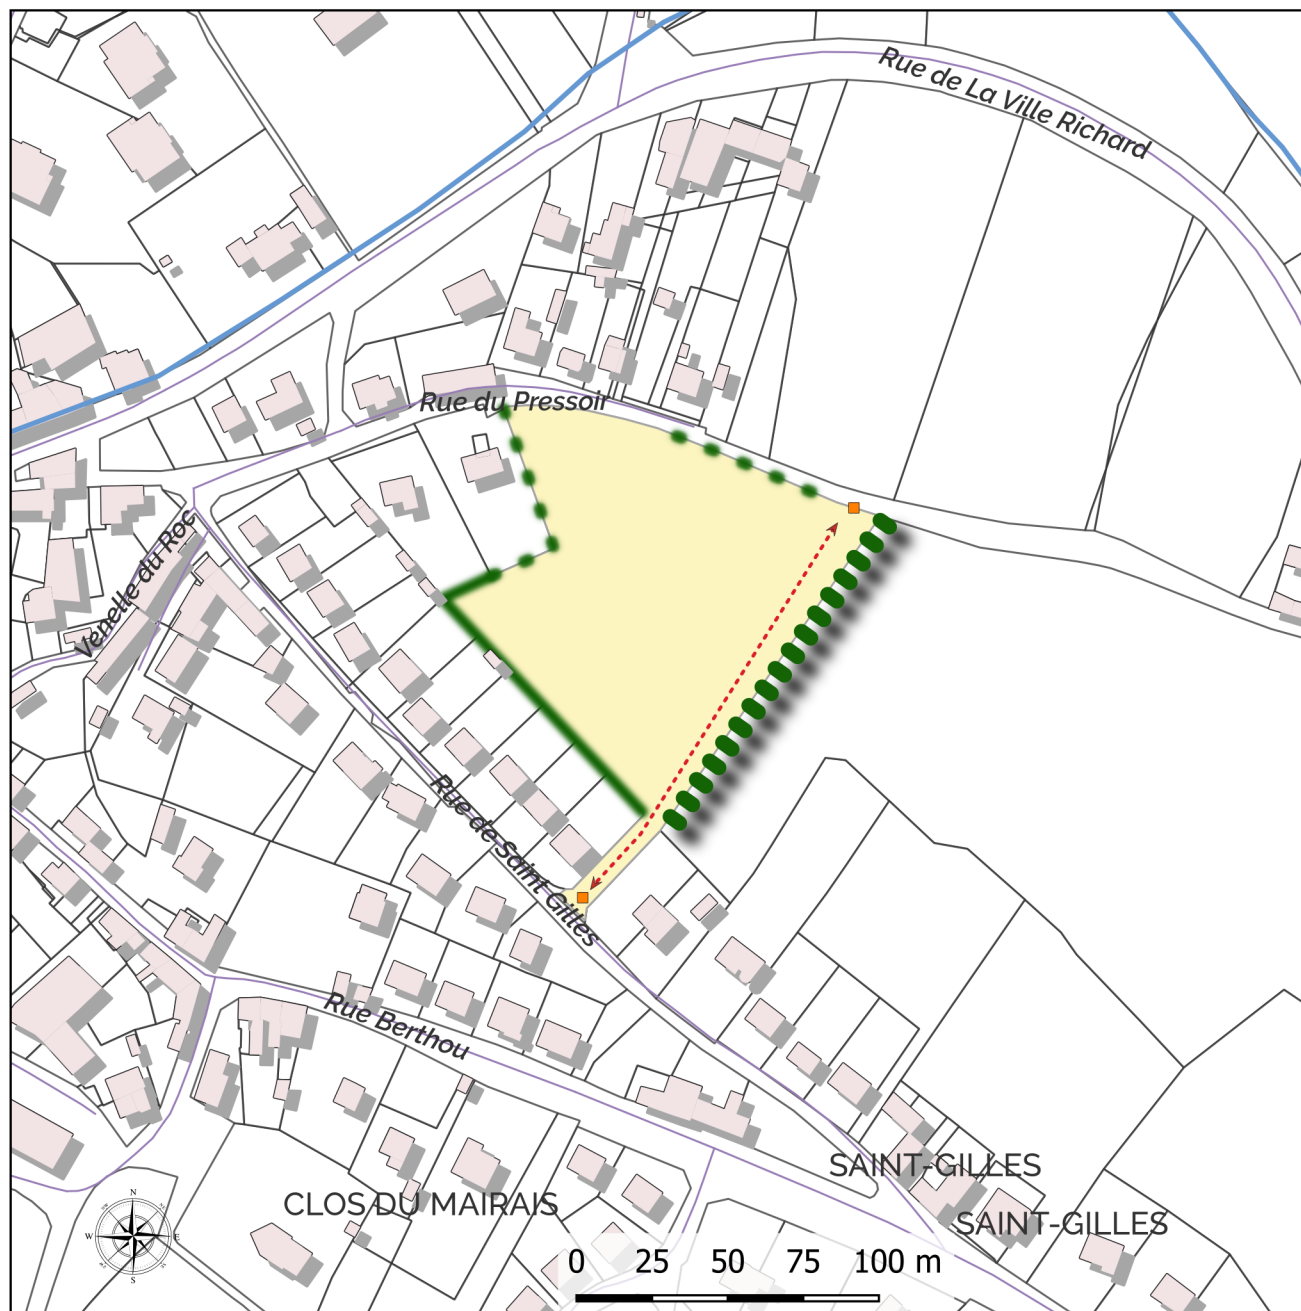 Rue de La Ville Richard
Rue du Pressoir
Venelle du Roc
Rue de Saint Gilles
Rue Berthou
SAINT-GILLES
CLOS DU MAIRAIS
SAINT-GILLES
N
W
E
S
0 25 50 75 100 m